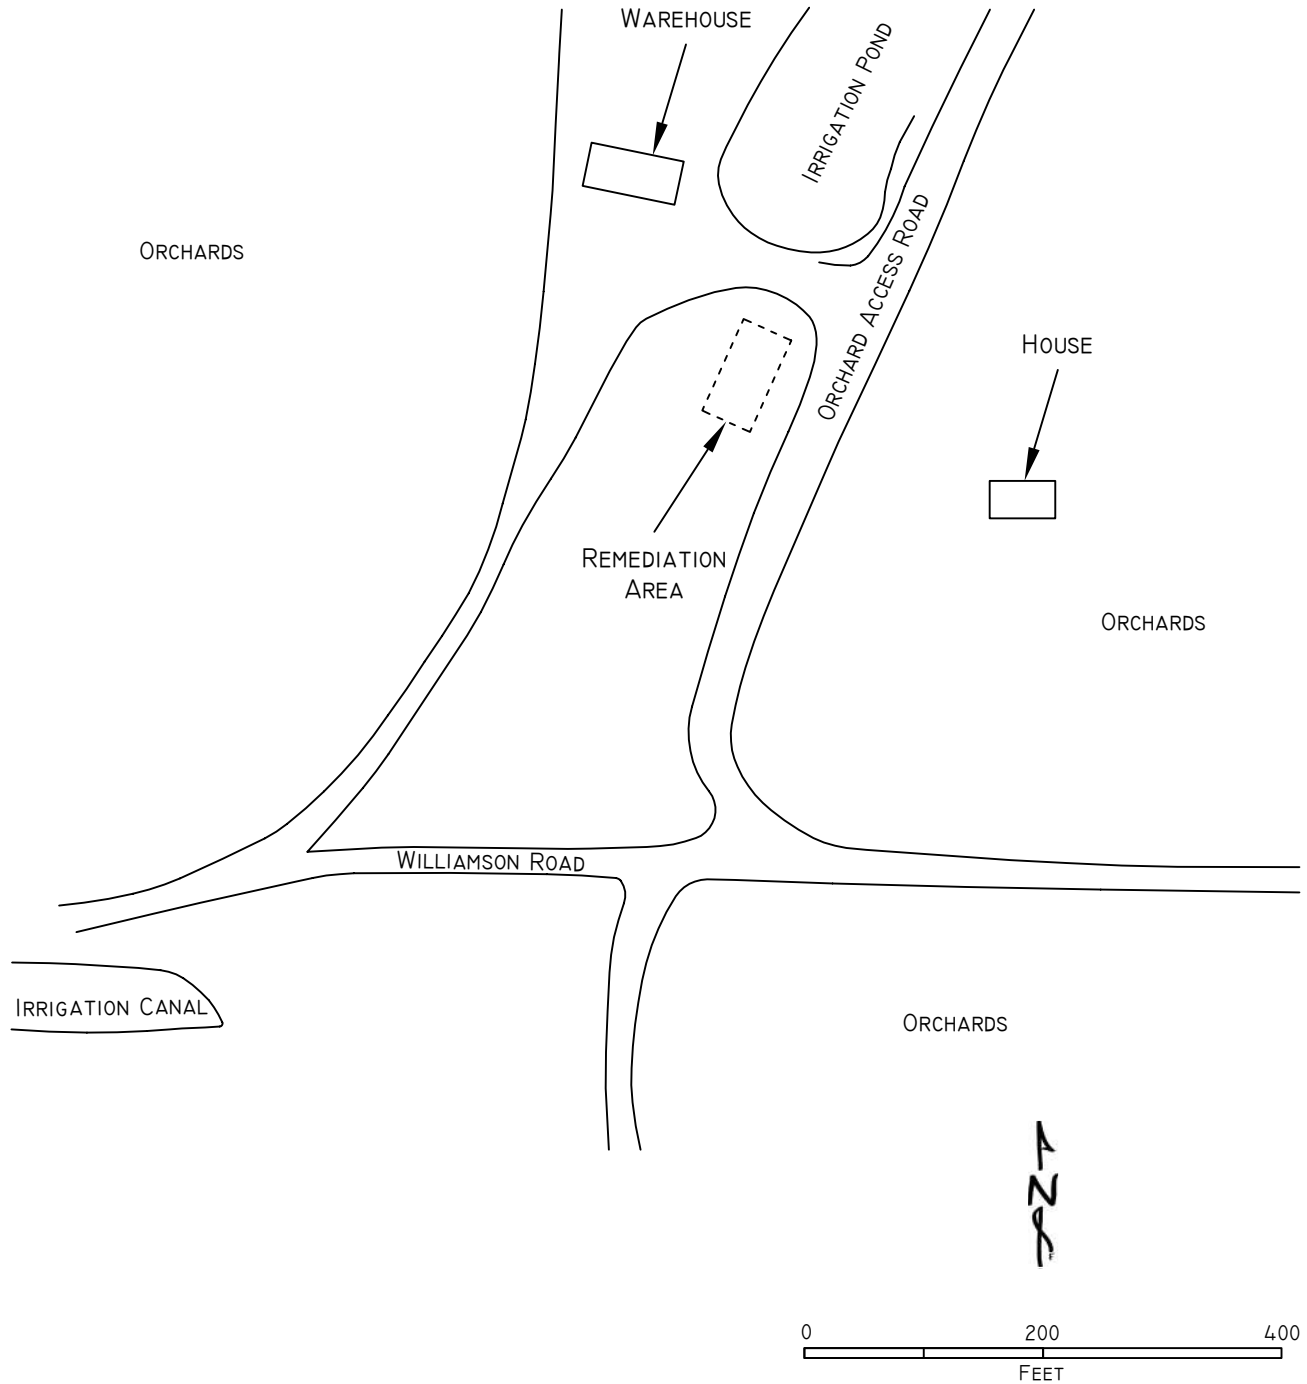 WAREHOUSE
IRRIGATION POND
ORCHARDS
ORCHARD ACCESS ROAD
HOUSE
REMEDIATION
AREA
ORCHARDS
WILLIAMSON ROAD
IRRIGATION CANAL
ORCHARDS
N
F
0 200 400
FEET